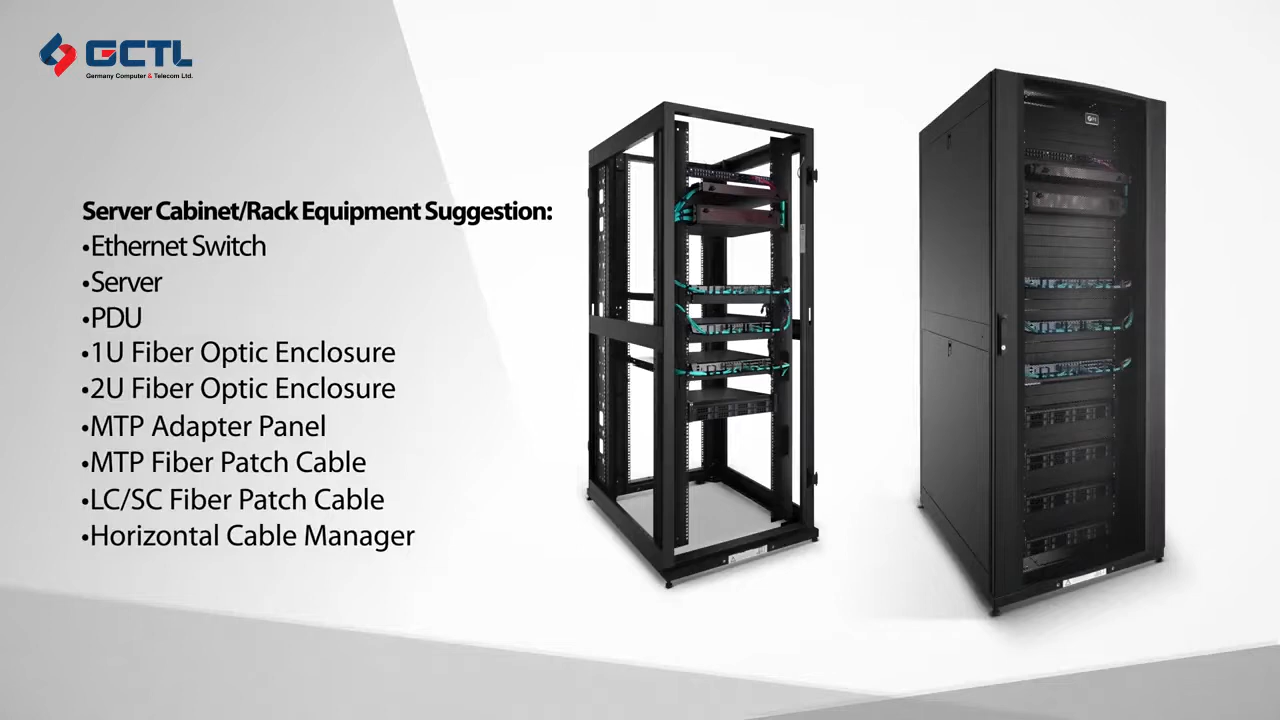 GCTL
Germany Computer & Telecom Ltd.
Server Cabinet/Rack Equipment Suggestion:
•Ethernet Switch
•Server
•PDU
•1U Fiber Optic Enclosure
•2U Fiber Optic Enclosure
•MTP Adapter Panel
•MTP Fiber Patch Cable
•LC/SC Fiber Patch Cable
•Horizontal Cable Manager